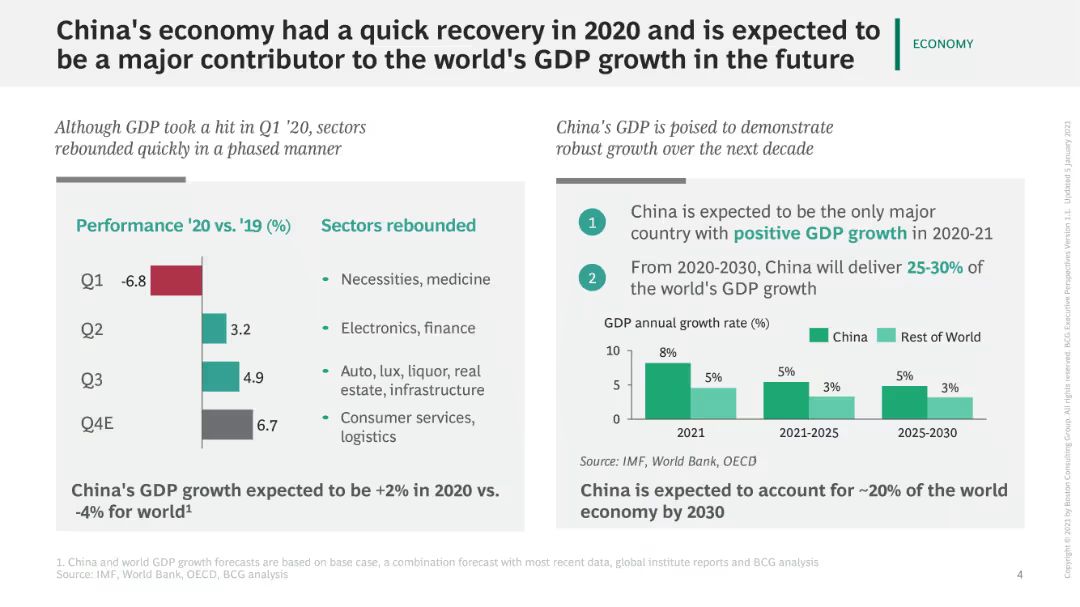 China's economy had a quick recovery in 2020 and is expected to
be a major contributor to the world's GDP growth in the future
ECONOMY
Although GDP took a hit in Q1 '20, sectors
rebounded quickly in a phased manner
Performance '20 vs. '19 (%)
Sectors rebounded
Q1
-6.8
• Necessities, medicine
Q2
3.2
• Electronics, finance
Q3
4.9
• Auto, lux, liquor, real
estate, infrastructure
Q4E
6.7
• Consumer services,
logistics
China's GDP growth expected to be +2% in 2020 vs.
-4% for world¹
China's GDP is poised to demonstrate
robust growth over the next decade
1
China is expected to be the only major
country with positive GDP growth in 2020-21
2
From 2020-2030, China will deliver 25-30% of
the world's GDP growth
GDP annual growth rate (%)
China
Rest of World
10
5
0
8%
5%
5%
3%
5%
3%
2021
2021-2025
2025-2030
Source: IMF, World Bank, OECD
China is expected to account for ~20% of the world
economy by 2030
1. China and world GDP growth forecasts are based on base case, a combination forecast with most recent data, global institute reports and BCG analysis
Source: IMF, World Bank, OECD, BCG analysis
4
Copyright © 2021 by Boston Consulting Group. All rights reserved. BCG Executive Perspectives Version 1.1. Updated 5 January 2021